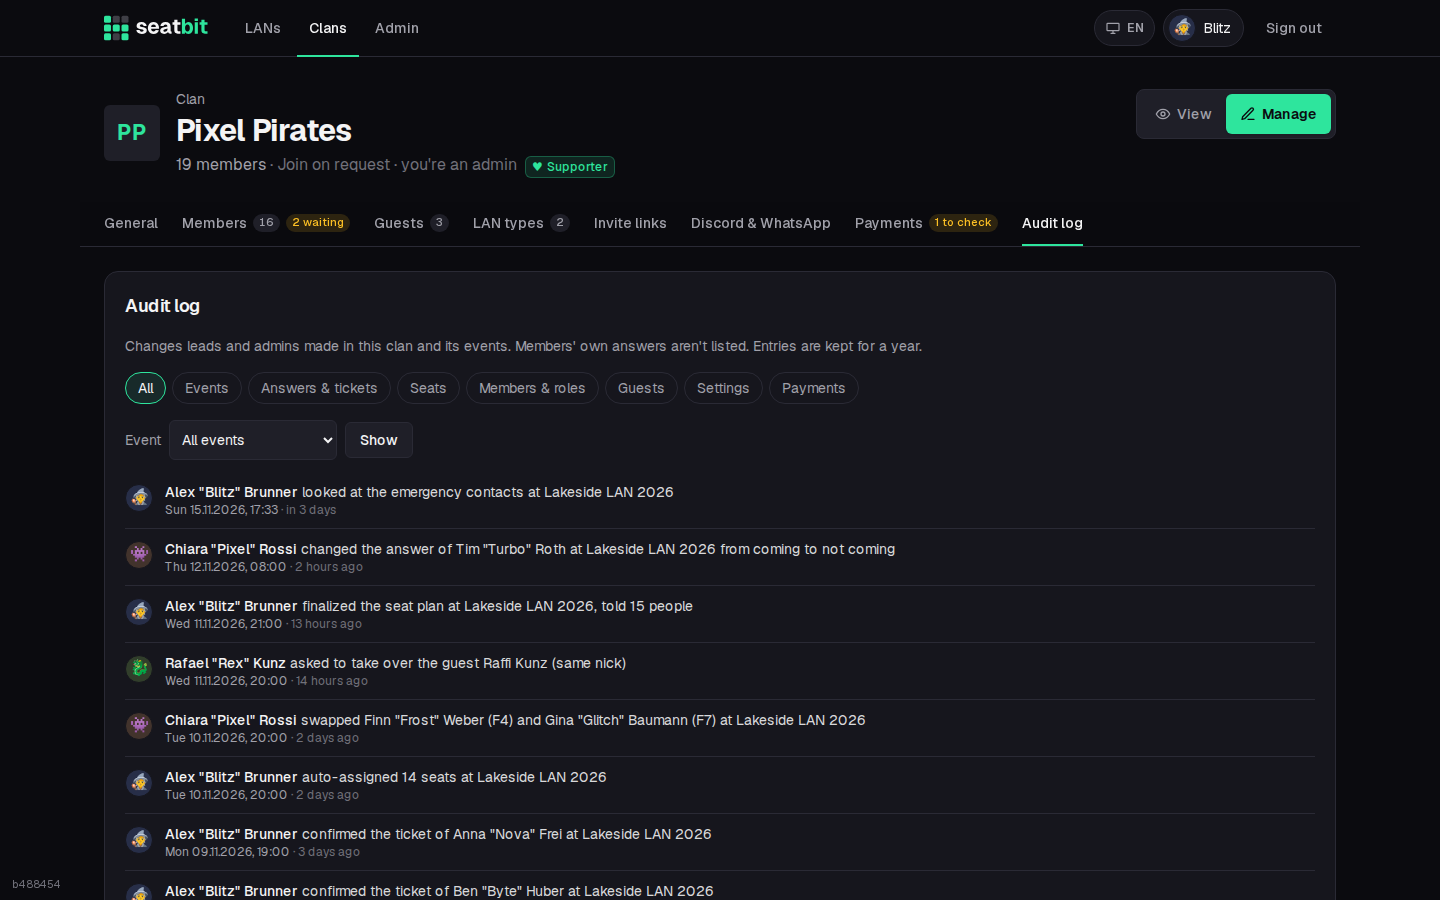 seatbit LANs Clans Admin EN Blitz Sign out
Clan
PP Pixel Pirates View Manage
19 members · Join on request · you're an admin ♥ Supporter
General Members 16 2 waiting Guests 3 LAN types 2 Invite links Discord & WhatsApp Payments 1 to check Audit log
Audit log
Changes leads and admins made in this clan and its events. Members' own answers aren't listed. Entries are kept for a year.
All Events Answers & tickets Seats Members & roles Guests Settings Payments
Event All events Show
Alex "Blitz" Brunner looked at the emergency contacts at Lakeside LAN 2026
Sun 15.11.2026, 17:33 · in 3 days
Chiara "Pixel" Rossi changed the answer of Tim "Turbo" Roth at Lakeside LAN 2026 from coming to not coming
Thu 12.11.2026, 08:00 · 2 hours ago
Alex "Blitz" Brunner finalized the seat plan at Lakeside LAN 2026, told 15 people
Wed 11.11.2026, 21:00 · 13 hours ago
Rafael "Rex" Kunz asked to take over the guest Raffi Kunz (same nick)
Wed 11.11.2026, 20:00 · 14 hours ago
Chiara "Pixel" Rossi swapped Finn "Frost" Weber (F4) and Gina "Glitch" Baumann (F7) at Lakeside LAN 2026
Tue 10.11.2026, 20:00 · 2 days ago
Alex "Blitz" Brunner auto-assigned 14 seats at Lakeside LAN 2026
Tue 10.11.2026, 20:00 · 2 days ago
Alex "Blitz" Brunner confirmed the ticket of Anna "Nova" Frei at Lakeside LAN 2026
Mon 09.11.2026, 19:00 · 3 days ago
Alex "Blitz" Brunner confirmed the ticket of Ben "Byte" Huber at Lakeside LAN 2026
b488454